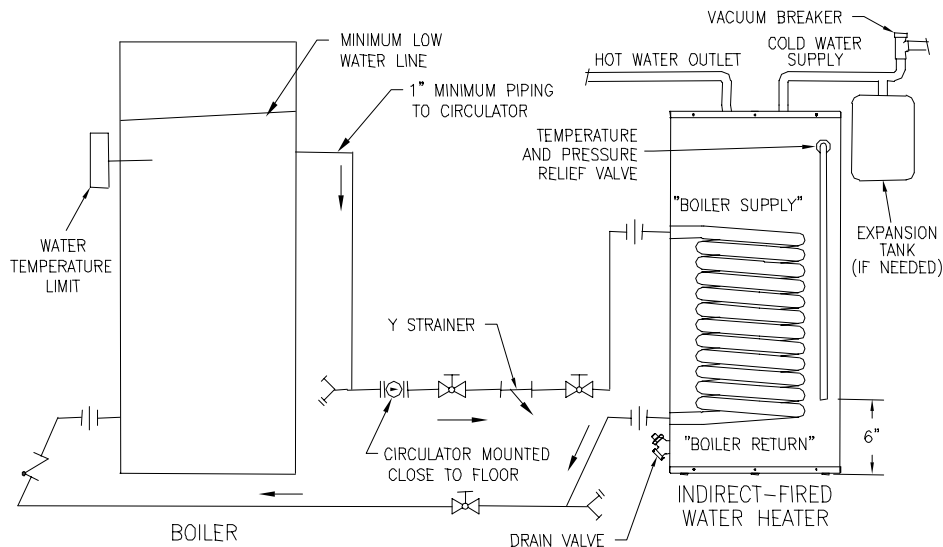 VACUUM BREAKER
COLD WATER
SUPPLY
HOT WATER OUTLET
MINIMUM LOW
WATER LINE
1" MINIMUM PIPING
TO CIRCULATOR
TEMPERATURE
AND PRESSURE
RELIEF VALVE
"BOILER SUPPLY"
EXPANSION
TANK
(IF NEEDED)
WATER
TEMPERATURE
LIMIT
Y STRAINER
CIRCULATOR MOUNTED
CLOSE TO FLOOR
"BOILER RETURN"
6"
INDIRECT-FIRED
WATER HEATER
BOILER
DRAIN VALVE